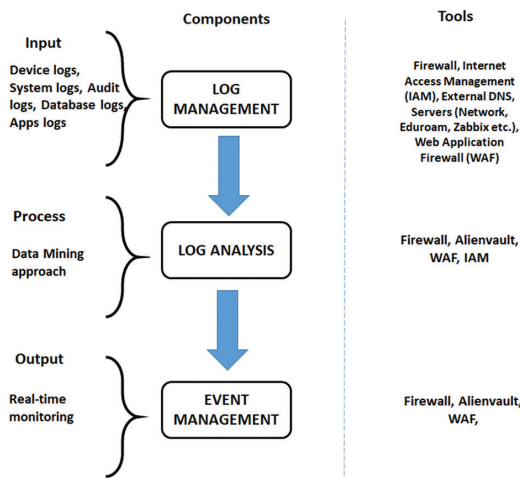 Components
Tools
Input
Device logs,
System logs, Audit
logs, Database logs,
Apps logs
LOG
MANAGEMENT
Firewall, Internet
Access Management
(IAM), External DNS,
Servers (Network,
Eduroam, Zabbix etc.),
Web Application
Firewall (WAF)
Process
Data Mining
approach
LOG ANALYSIS
Firewall, Alienvault,
WAF, IAM
Output
Real-time
monitoring
EVENT
MANAGEMENT
Firewall, Alienvault,
WAF,